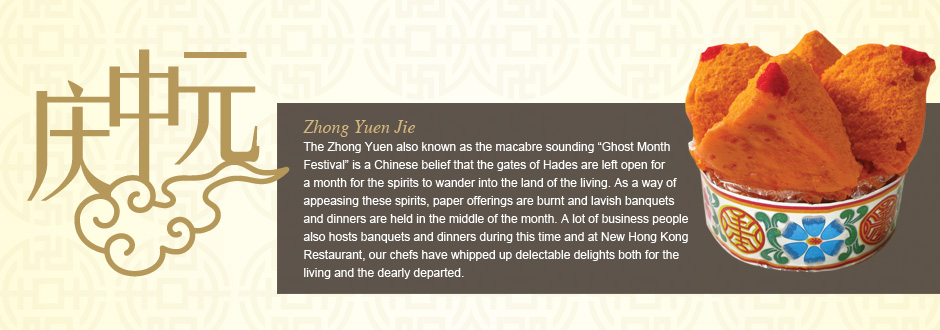 庆中元
Zhong Yuen Jie
The Zhong Yuen also known as the macabre sounding “Ghost Month
Festival” is a Chinese belief that the gates of Hades are left open for
a month for the spirits to wander into the land of the living. As a way of
appeasing these spirits, paper offerings are burnt and lavish banquets
and dinners are held in the middle of the month. A lot of business people
also hosts banquets and dinners during this time and at New Hong Kong
Restaurant, our chefs have whipped up delectable delights both for the
living and the dearly departed.